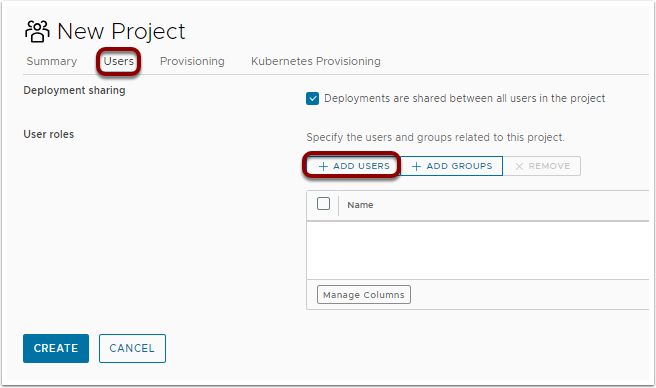 New Project
Summary Users Provisioning Kubernetes Provisioning
Deployment sharing
Deployments are shared between all users in the project
User roles
Specify the users and groups related to this project.
+ ADD USERS + ADD GROUPS × REMOVE
Name
Manage Columns
CREATE CANCEL